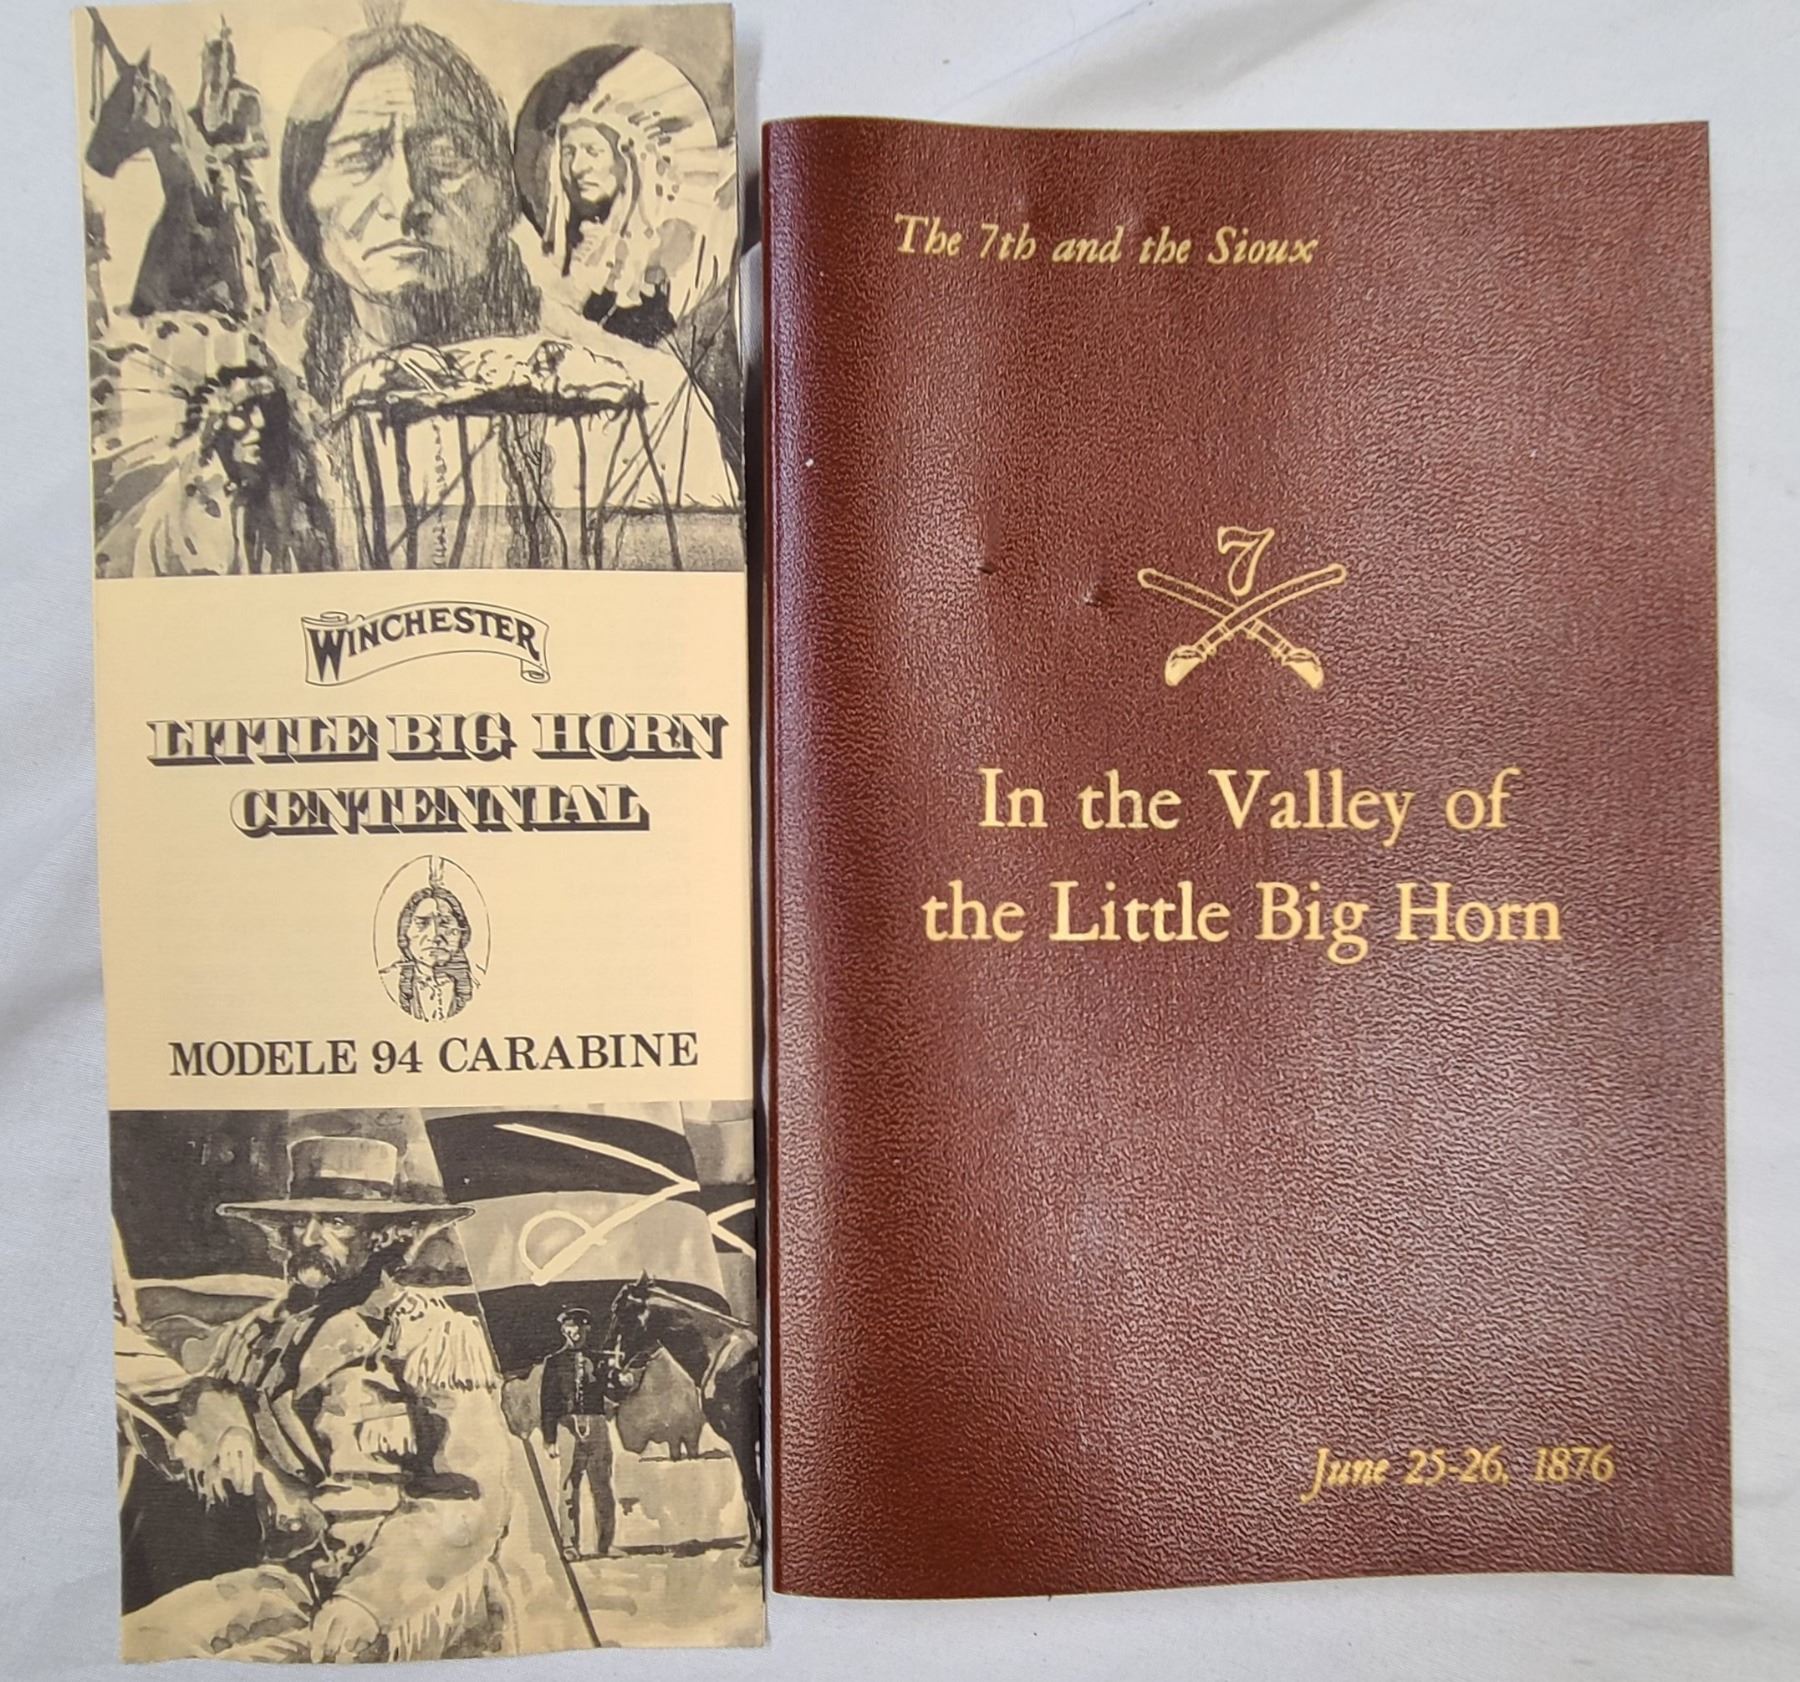 WINCHESTER
LITTLE BIG HORN
CENTENNIAL
MODELE 94 CARABINE
The 7th and the Sioux
7
In the Valley of
the Little Big Horn
June 25-26, 1876